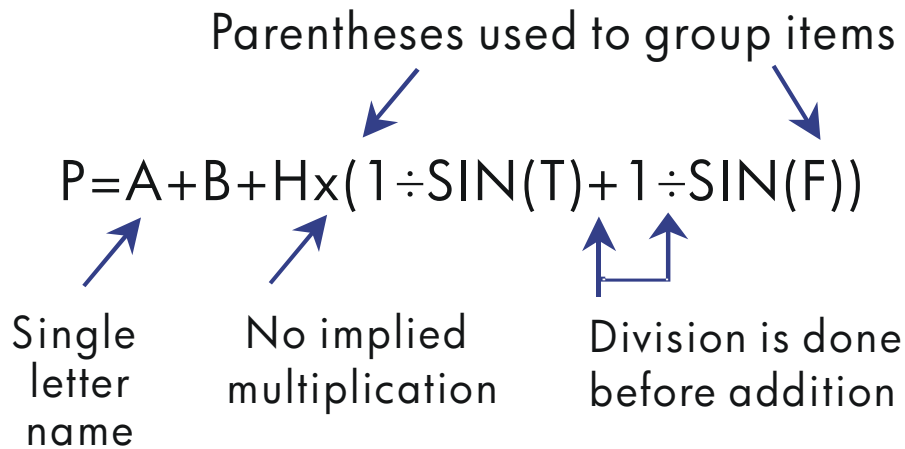 Parentheses used to group items
P=A+B+Hx(1÷SIN(T)+1÷SIN(F))
Single
letter
name
No implied
multiplication
Division is done
before addition